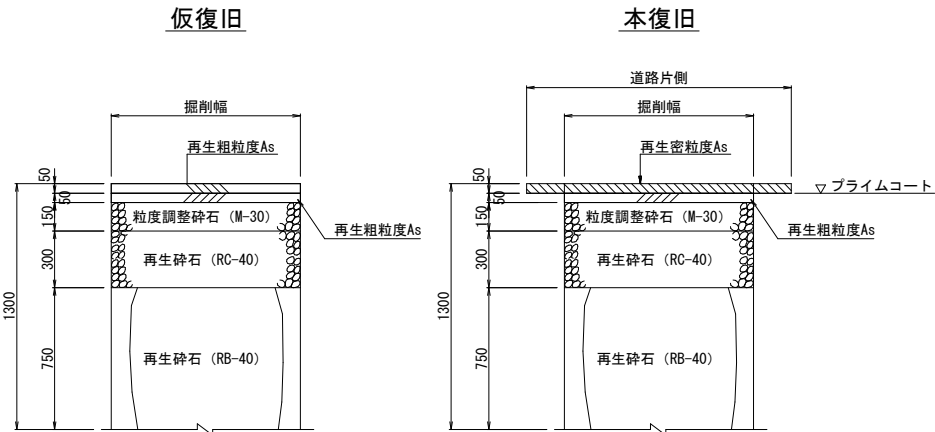 仮復旧
掘削幅
再生粗粒度As
50
50
150
粒度調整砕石（M-30）
再生粗粒度As
300
再生砕石（RC-40）
1300
750
再生砕石（RB-40）
本復旧
道路片側
掘削幅
再生密粒度As
50
▽ プライムコート
50
150
粒度調整砕石（M-30）
再生粗粒度As
300
再生砕石（RC-40）
1300
750
再生砕石（RB-40）